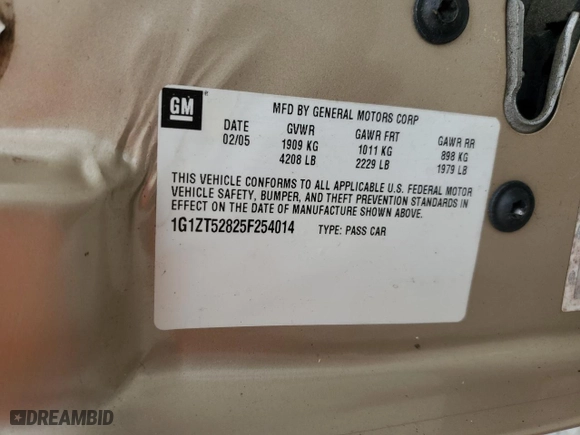 GM
MFD BY GENERAL MOTORS CORP
DATE GVWR GAWR FRT GAWR RR
02/05 1909 KG 1011 KG 898 KG
4208 LB 2229 LB 1979 LB
THIS VEHICLE CONFORMS TO ALL APPLICABLE U.S. FEDERAL MOTOR
VEHICLE SAFETY, BUMPER, AND THEFT PREVENTION STANDARDS IN
EFFECT ON THE DATE OF MANUFACTURE SHOWN ABOVE.
1G1ZT52825F254014 TYPE: PASS CAR
DREAMBID